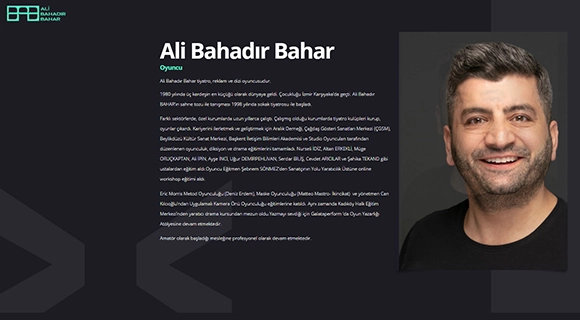 ALİ
BAHADIR
BAHAR
Ali Bahadır Bahar
Oyuncu
Ali Bahadır Bahar tiyatro, reklam ve dizi oyuncusudur.
1980 yılında üç kardeşin en küçüğü olarak dünyaya geldi. Çocukluğu İzmir Karşıyaka'da geçti. Ali Bahadır
BAHAR'ın sahne tozu ile tanışması 1998 yılında sokak tiyatrosu ile başladı.
Farklı sektörlerde, özel kurumlarda uzun yıllarca çalıştı. Çalışmış olduğu kurumlarda tiyatro kulüpleri kurup,
oyunlar çıkardı. Kariyerini ilerletmek ve geliştirmek için Aralık Derneği, Çağdaş Gösteri Sanatları Merkezi (ÇGSM),
Beylikdüzü Kültür Sanat Merkezi, Başkent İletişim Bilimleri Akademisi ve Studio Oyuncuları tarafından
düzenlenen oyunculuk, diksiyon ve drama eğitimlerini tamamladı. Nurseli İDİZ, Altan ERKEKLİ, Müge
ORUÇKAPTAN, Ali İPİN, Ayşe İNCİ, Uğur DEMİRPEHLİVAN, Serdar BİLİŞ, Cevdet ARICILAR ve Şahika TEKAND gibi
ustalardan eğitim aldı Oyuncu Eğitmen Şebnem SÖNMEZ'den Sanatçının Yolu Yaratıcılık Üstüne online
workshop eğitimi aldı.
Eric Morris Metod Oyunculuğu (Deniz Erdem), Maske Oyunculuğu (Matteo Mastro- İkincikat) ve yönetmen Can
Kılcıoğlu'ndan Uygulamalı Kamera Önü Oyunculuğu eğitimlerine katıldı. Aynı zamanda Kadıköy Halk Eğitim
Merkezi'nden yaratıcı drama kursundan mezun oldu. Yazmayı sevdiği için Galataperform 'da Oyun Yazarlığı
Atölyesine devam etmektedir.
Amatör olarak başladığı mesleğine profesyonel olarak devam etmektedir.